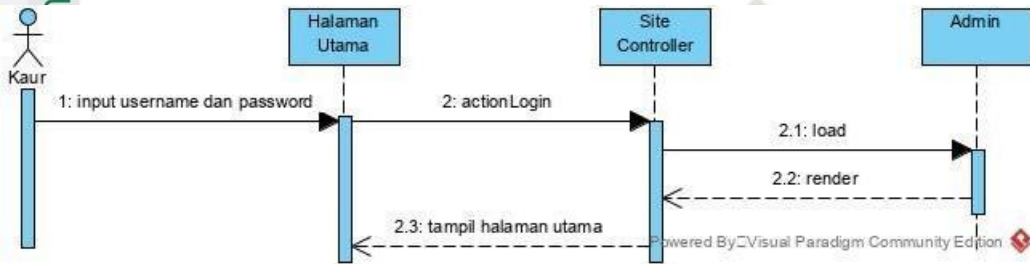 Halaman
Utama
Site
Controller
Admin
Kaur
1: input username dan password
2: actionLogin
2.1: load
2.2: render
2.3: tampil halaman utama
Powered By Visual Paradigm Community Edition